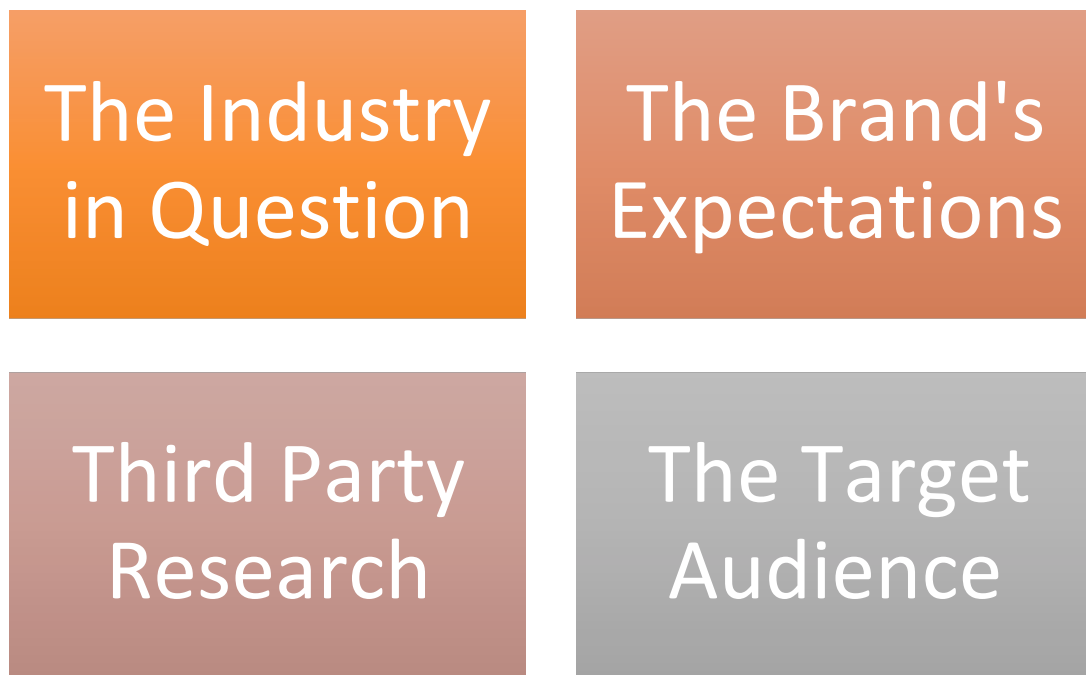 The Industry
in Question
The Brand's
Expectations
Third Party
Research
The Target
Audience